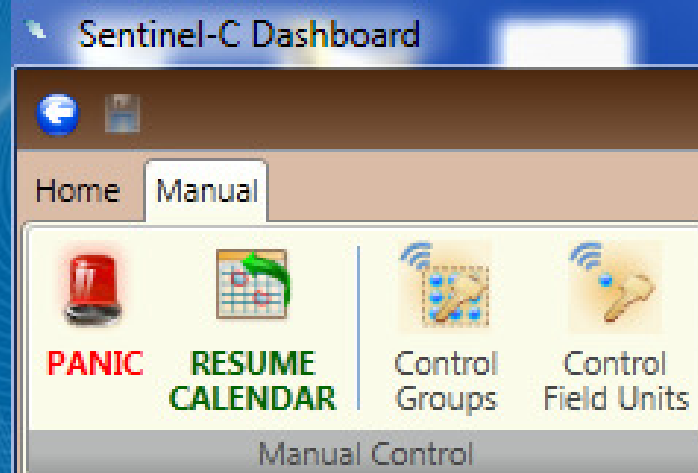 Sentinel-C Dashboard
Home Manual
PANIC RESUME CALENDAR Control Groups Control Field Units
Manual Control